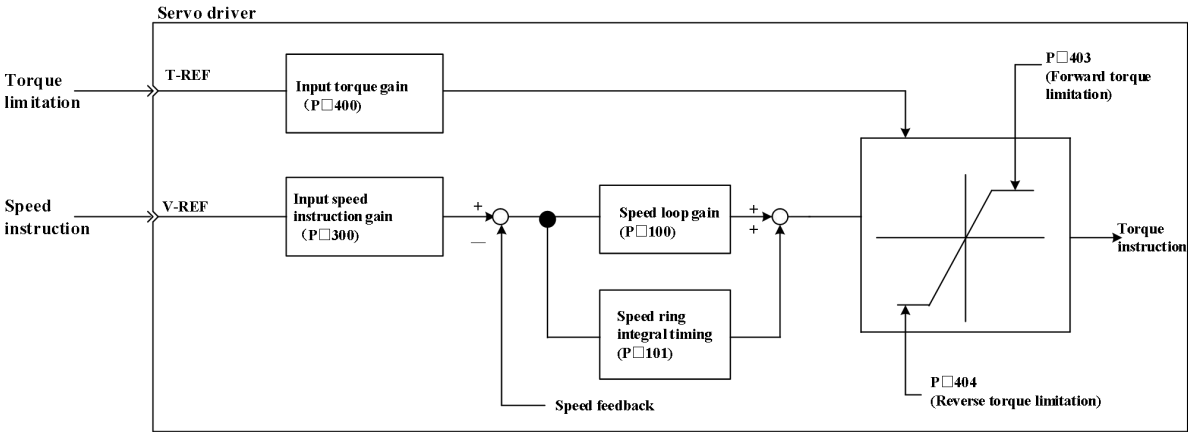 Servo driver
Torque
limitation
T-REF
Input torque gain
（P□400)
P□403
(Forward torque
limitation)
Speed
instruction
V-REF
Input speed
instruction gain
（P□300)
+
—
Speed loop gain
(P□100)
+
+
Torque
instruction
Speed ring
integral timing
(P□101)
P□404
(Reverse torque limitation)
Speed feedback